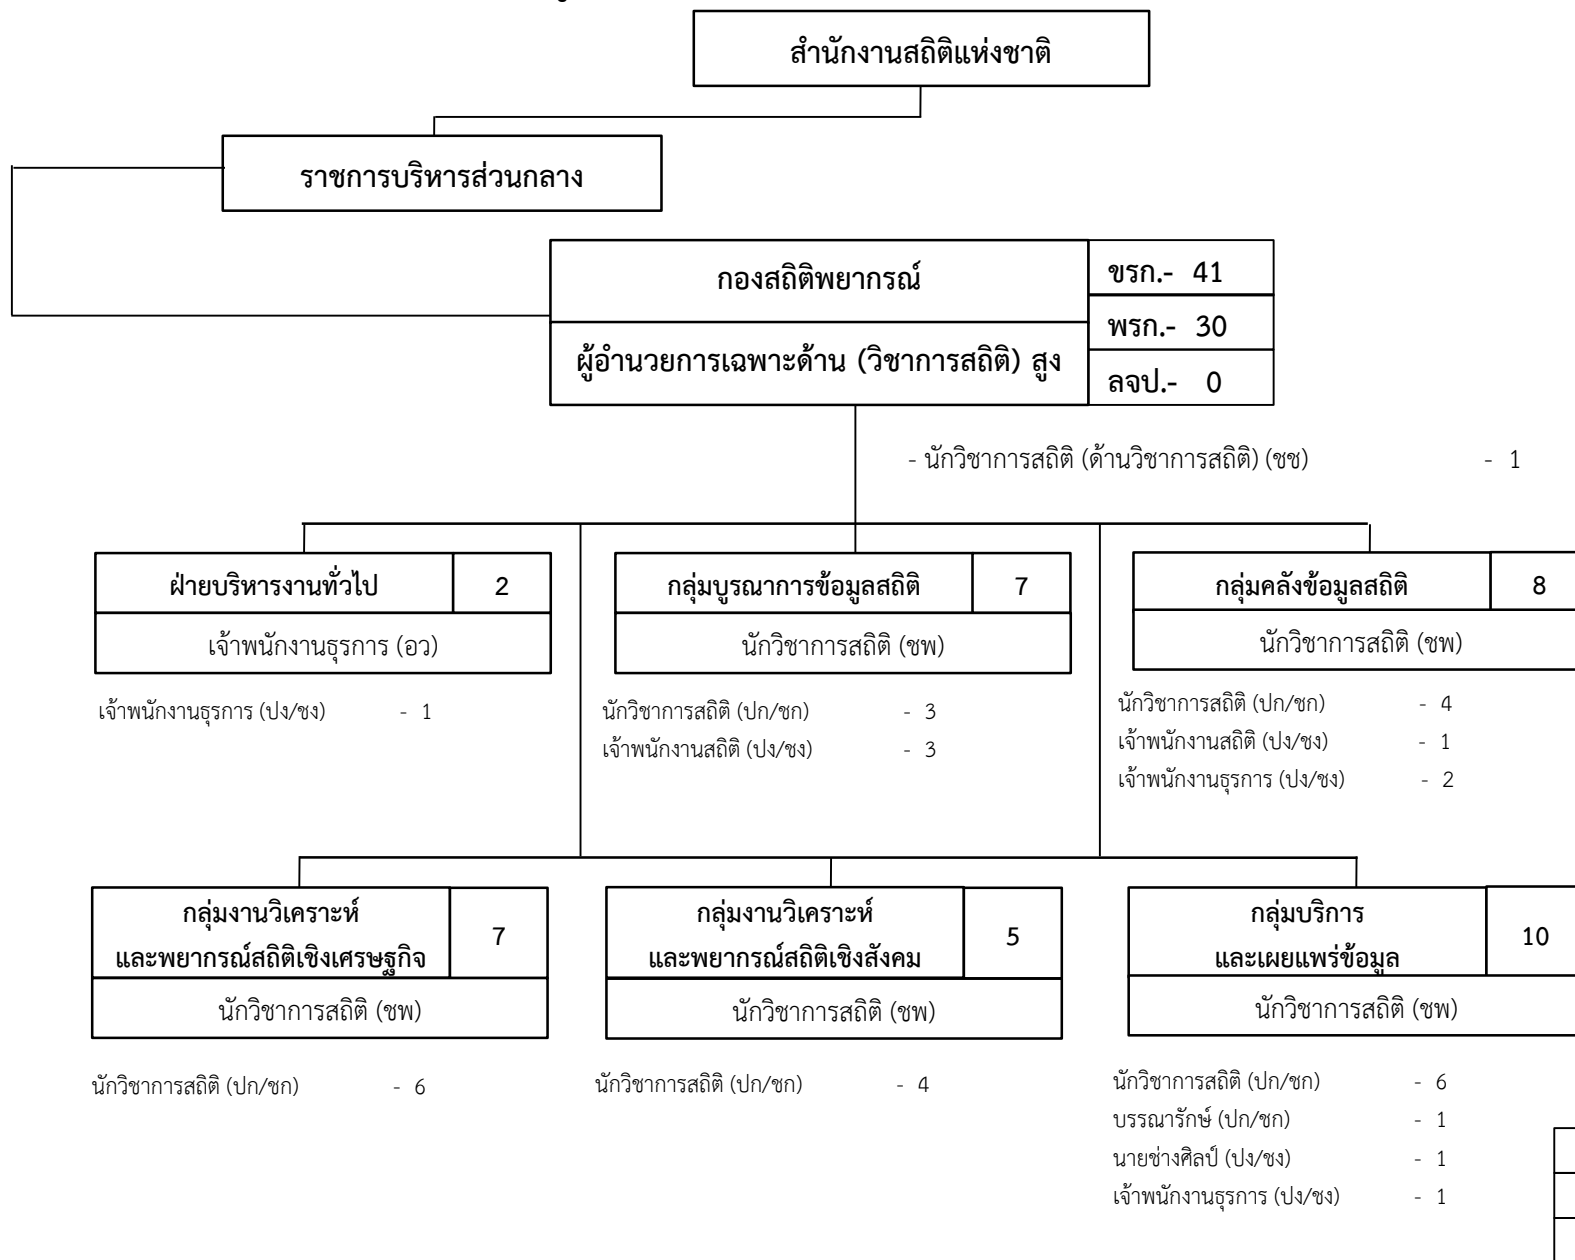 สำนักงานสถิติแห่งชาติ
ราชการบริหารส่วนกลาง
กองสถิติพยากรณ์
ขรก.- 41
พรก.- 30
ผู้อำนวยการเฉพาะด้าน (วิชาการสถิติ) สูง
ลจป.- 0
- นักวิชาการสถิติ (ด้านวิชาการสถิติ) (ชช) - 1
ฝ่ายบริหารงานทั่วไป 2
เจ้าพนักงานธุรการ (อว)
เจ้าพนักงานธุรการ (ปง/ชง) - 1
กลุ่มบูรณาการข้อมูลสถิติ 7
นักวิชาการสถิติ (ชพ)
นักวิชาการสถิติ (ปก/ชก) - 3
เจ้าพนักงานสถิติ (ปง/ชง) - 3
กลุ่มคลังข้อมูลสถิติ 8
นักวิชาการสถิติ (ชพ)
นักวิชาการสถิติ (ปก/ชก) - 4
เจ้าพนักงานสถิติ (ปง/ชง) - 1
เจ้าพนักงานธุรการ (ปง/ชง) - 2
กลุ่มงานวิเคราะห์
และพยากรณ์สถิติเชิงเศรษฐกิจ
7
นักวิชาการสถิติ (ชพ)
นักวิชาการสถิติ (ปก/ชก) - 6
กลุ่มงานวิเคราะห์
และพยากรณ์สถิติเชิงสังคม
5
นักวิชาการสถิติ (ชพ)
นักวิชาการสถิติ (ปก/ชก) - 4
กลุ่มบริการ
และเผยแพร่ข้อมูล
10
นักวิชาการสถิติ (ชพ)
นักวิชาการสถิติ (ปก/ชก) - 6
บรรณารักษ์ (ปก/ชก) - 1
นายช่างศิลป์ (ปง/ชง) - 1
เจ้าพนักงานธุรการ (ปง/ชง) - 1